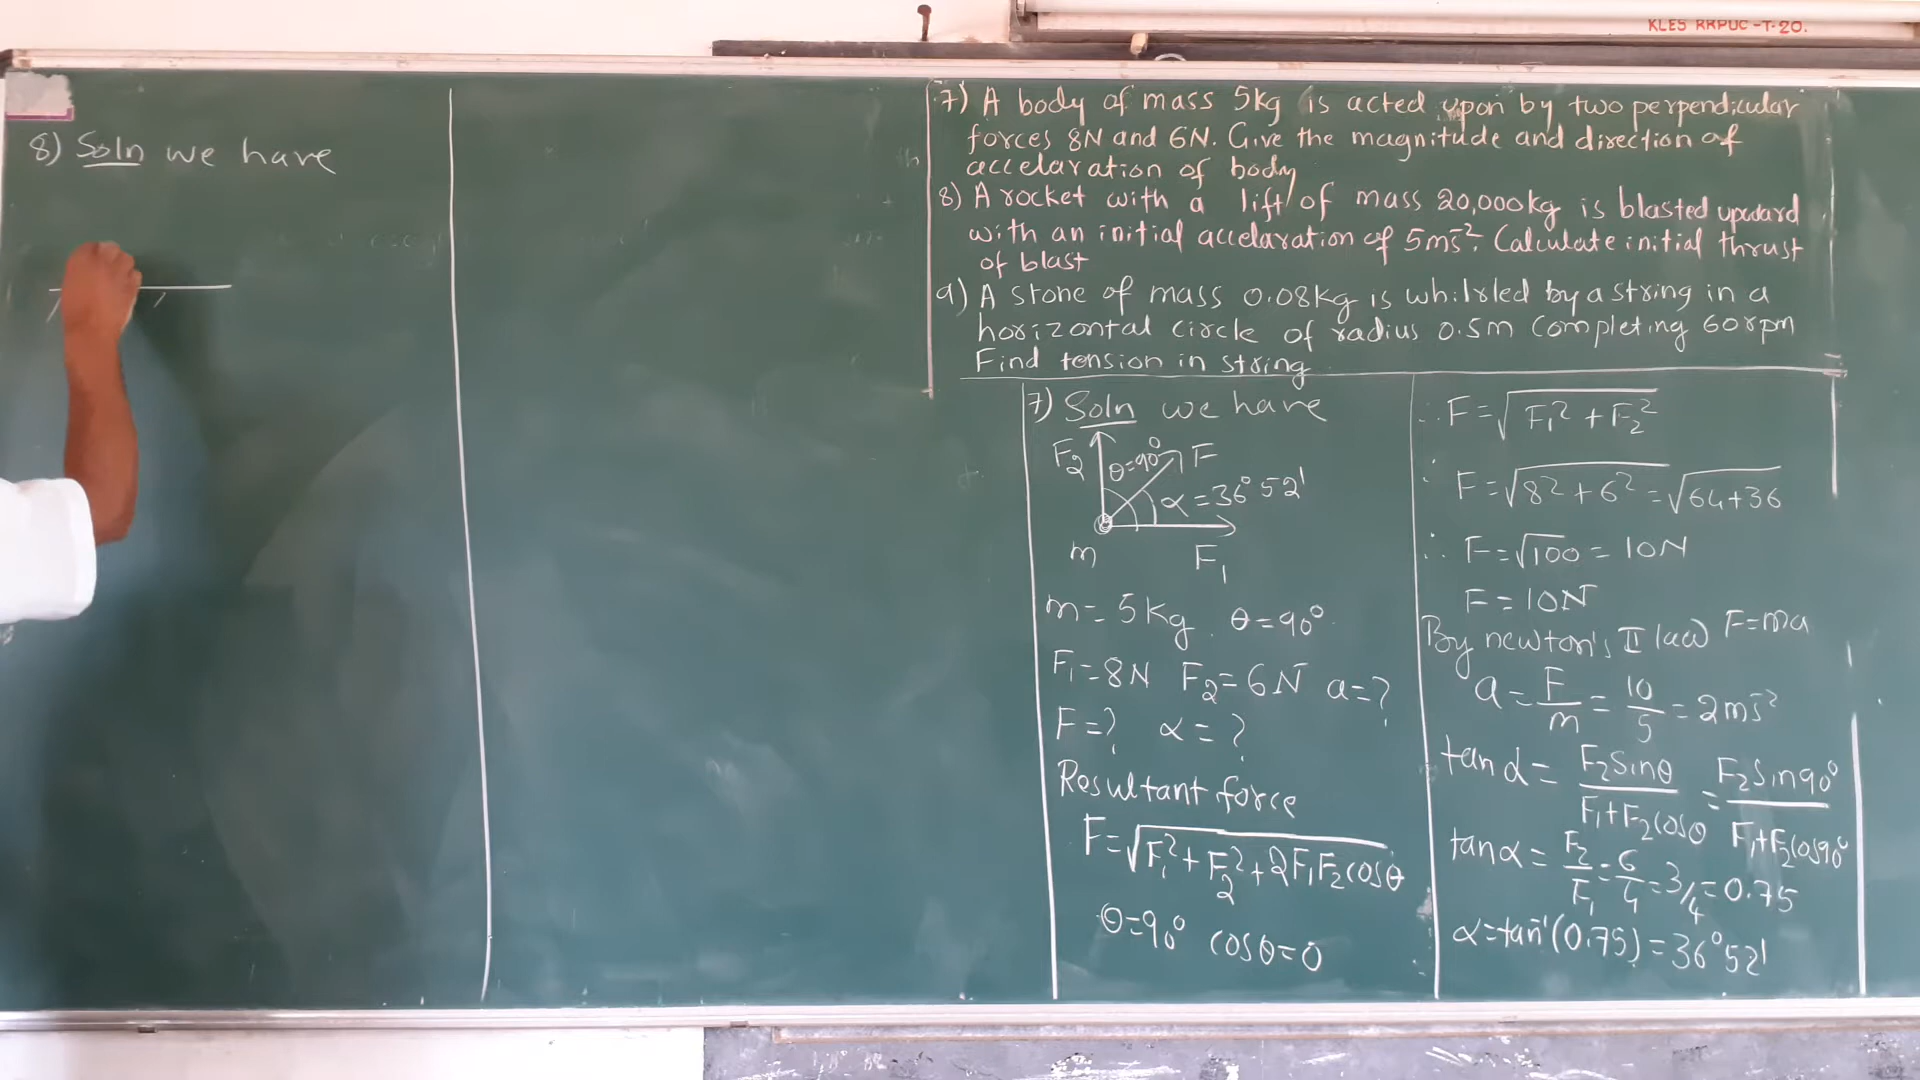 KLES RRPUC-T-20.
7) A body of mass 5kg is acted upon by two perpendicular
forces 8N and 6N. Give the magnitude and direction of
accelaration of body
8) A rocket with a lift of mass 20,000kg is blasted upward
with an initial accelaration of 5ms⁻². Calculate initial thrust
of blast
9) A stone of mass 0.08kg is whilrled by a string in a
horizontal circle of radius 0.5m completing 60rpm
Find tension in string
8) Soln we have
7) Soln we have
F₂ θ=90° F
α=36°52'
m F₁
m=5kg. θ=90°.
F₁=8N F₂=6N a=?
F=? α=?
Resultant force
F=√F₁²+F₂²+2F₁F₂cosθ
θ=90° cosθ=0
∴F=√F₁²+F₂²
∴ F=√8²+6²=√64+36
∴ F=√100=10N
F=10N
By newton's II law F=ma
a=F/m=10/5=2ms⁻²
tanα=F₂Sinθ/F₁+F₂cosθ=F₂Sin90°/F₁+F₂cos90°
tanα=F₂/F₁=6/4=3/4=0.75
α=tan⁻¹(0.75)=36°52'